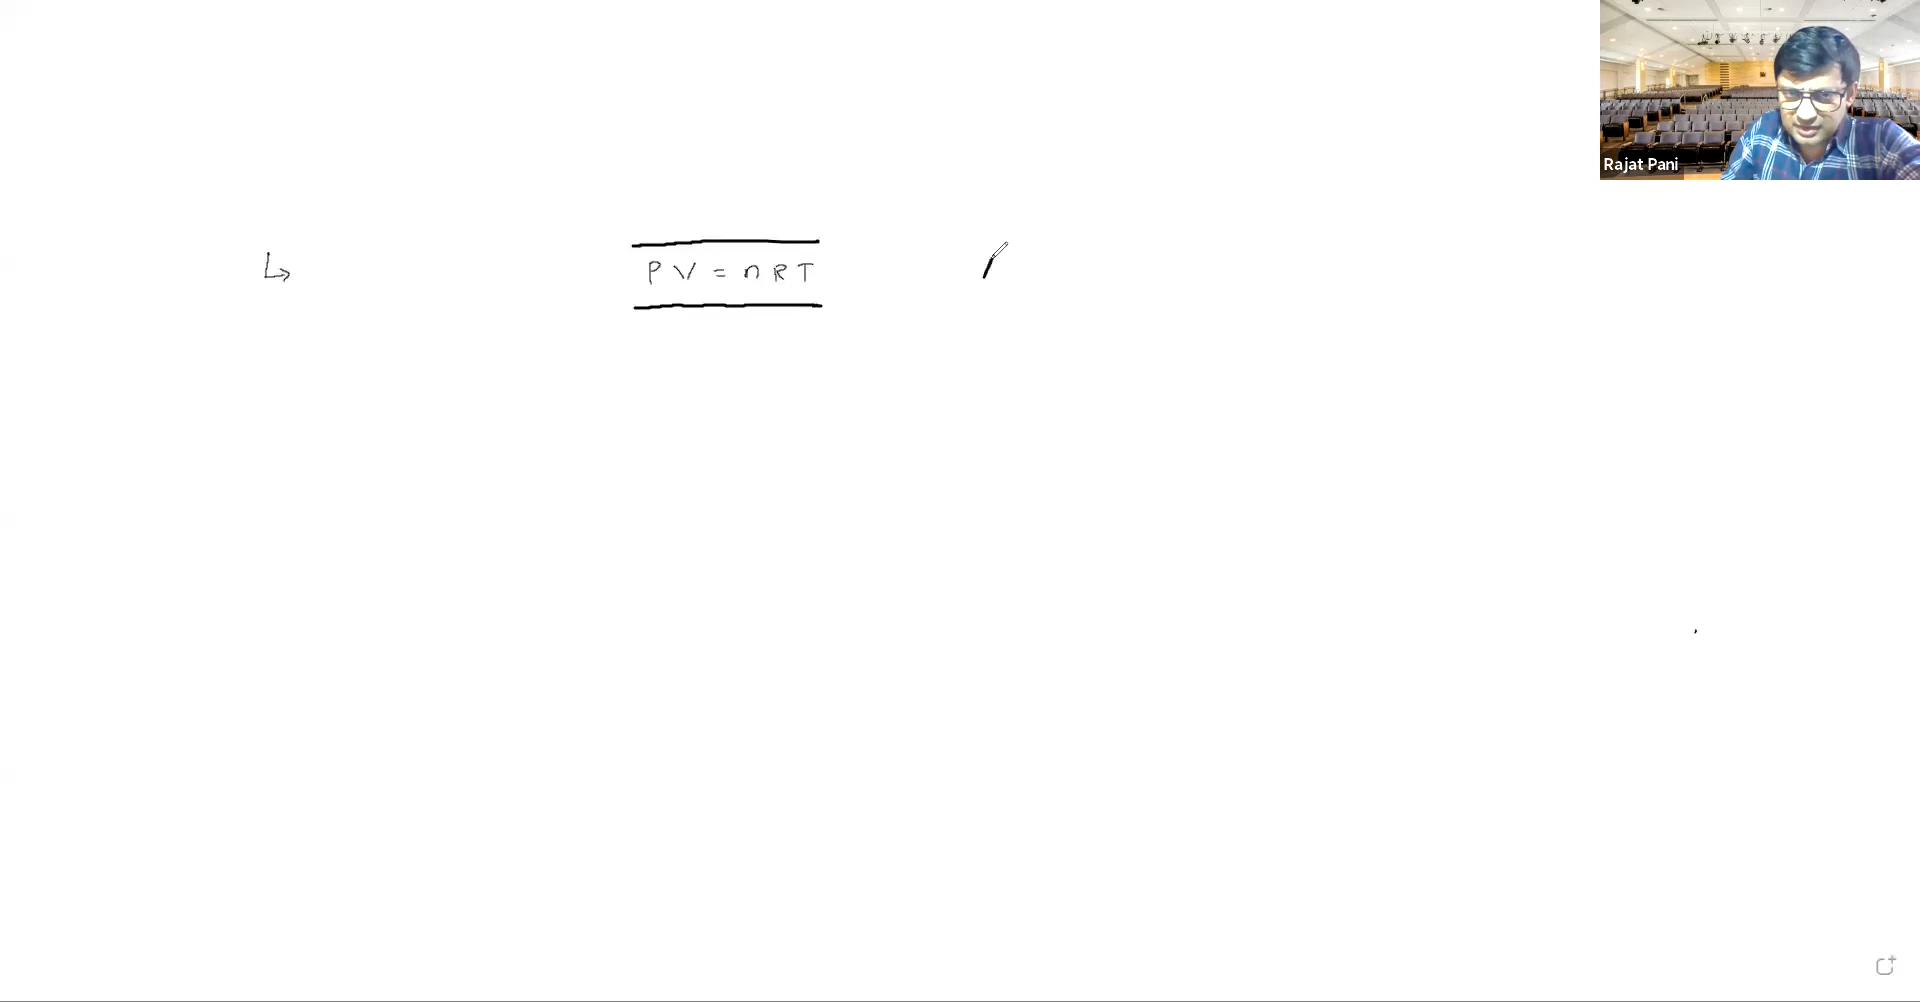 Rajat Pani
↳ PV = nRT